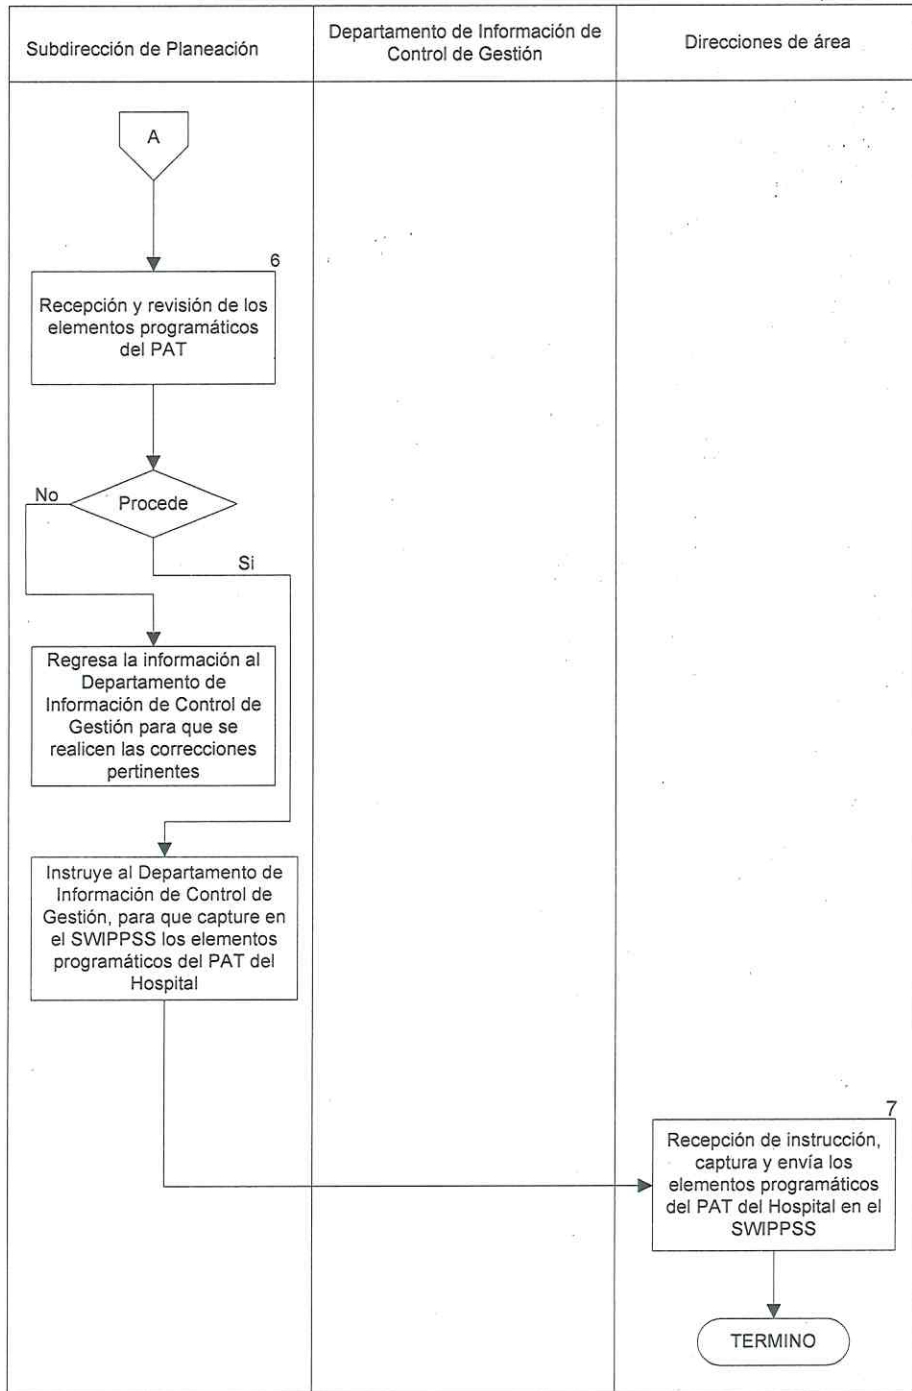 Subdirección de Planeación
Departamento de Información de
Control de Gestión
Direcciones de área
A
6
Recepción y revisión de los
elementos programáticos
del PAT
Procede
No
Si
Regresa la información al
Departamento de
Información de Control de
Gestión para que se
realicen las correcciones
pertinentes
Instruye al Departamento de
Información de Control de
Gestión, para que capture en
el SWIPPSS los elementos
programáticos del PAT del
Hospital
7
Recepción de instrucción,
captura y envía los
elementos programáticos
del PAT del Hospital en el
SWIPPSS
TERMINO